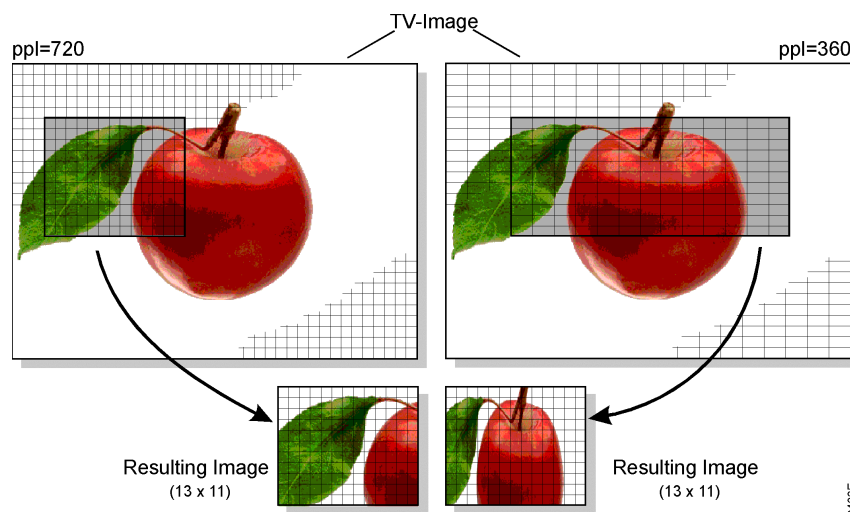 TV-Image
ppl=720
ppl=360
Resulting Image
(13 x 11)
Resulting Image
(13 x 11)